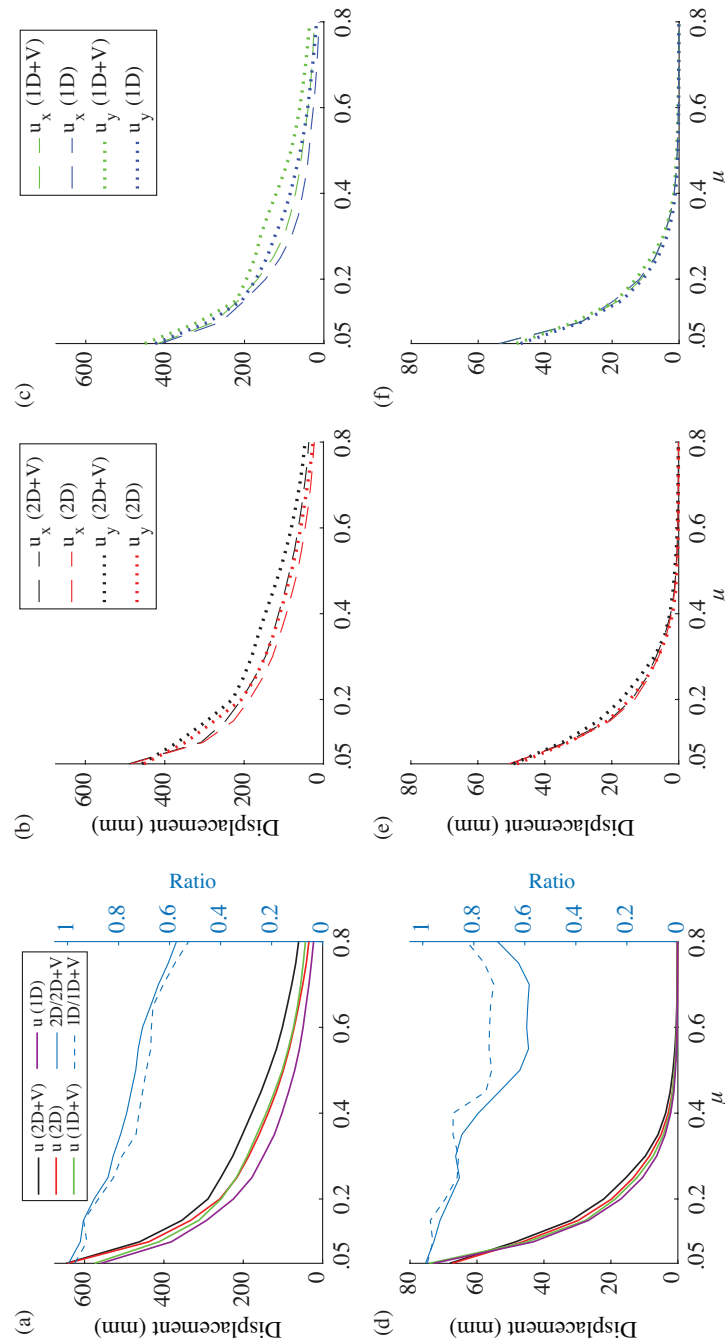 (a)
u (2D+V)
u (2D)
u (1D+V)
u (1D)
2D/2D+V
1D/1D+V
Displacement (mm)
600
400
200
0
Ratio
1
0.8
0.6
0.4
0.2
0
.05
0.2
0.4
0.6
0.8
(b)
u_x (2D+V)
u_x (2D)
u_y (2D+V)
u_y (2D)
Displacement (mm)
600
400
200
0
.05
0.2
0.4
0.6
0.8
(c)
u_x (1D+V)
u_x (1D)
u_y (1D+V)
u_y (1D)
600
400
200
0
.05
0.2
0.4
0.6
0.8
(d)
Displacement (mm)
80
60
40
20
0
Ratio
1
0.8
0.6
0.4
0.2
0
.05
0.2
0.4
0.6
0.8
μ
(e)
Displacement (mm)
80
60
40
20
0
.05
0.2
0.4
0.6
0.8
μ
(f)
80
60
40
20
0
.05
0.2
0.4
0.6
0.8
μ